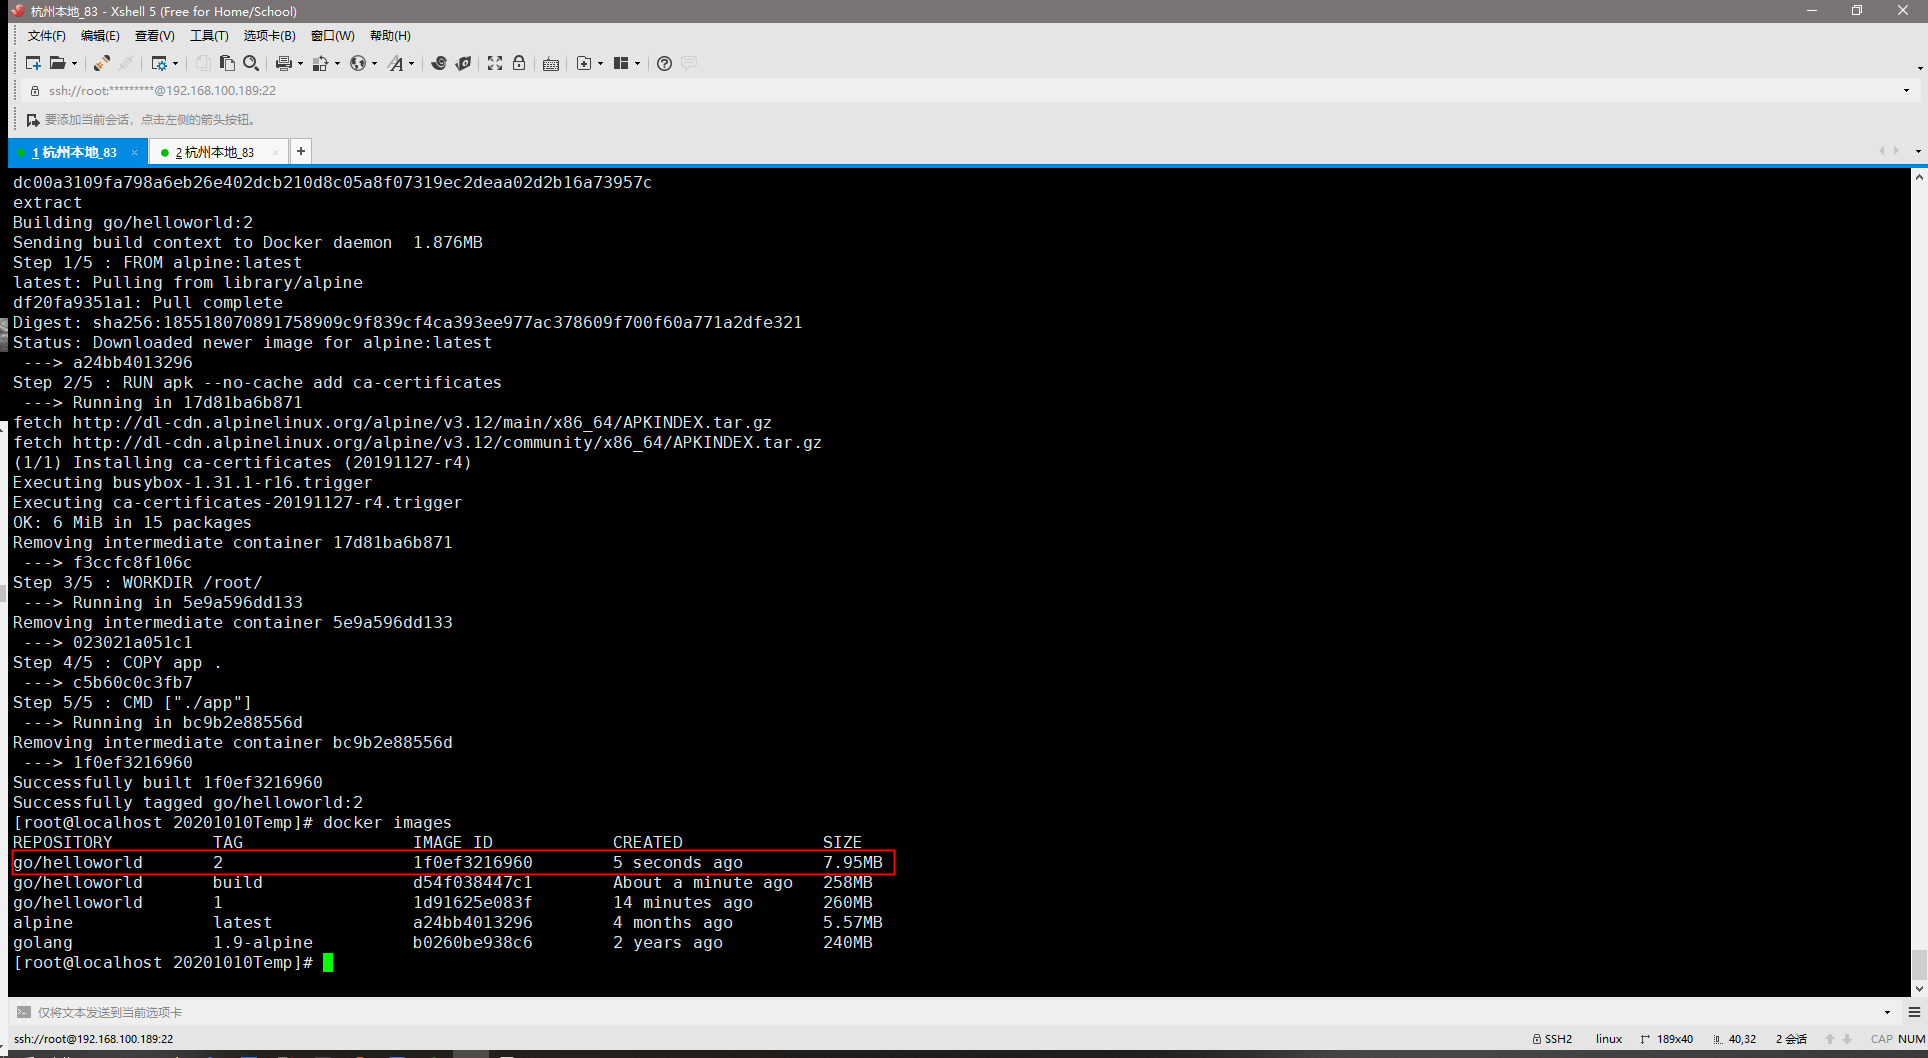 杭州本地_83 - Xshell 5 (Free for Home/School)
文件(F) 编辑(E) 查看(V) 工具(T) 选项卡(B) 窗口(W) 帮助(H)
ssh://root:*********@192.168.100.189:22
要添加当前会话，点击左侧的箭头按钮。
1 杭州本地_83 × 2 杭州本地_83 × +
dc00a3109fa798a6eb26e402dcb210d8c05a8f07319ec2deaa02d2b16a73957c
extract
Building go/helloworld:2
Sending build context to Docker daemon  1.876MB
Step 1/5 : FROM alpine:latest
latest: Pulling from library/alpine
df20fa9351a1: Pull complete
Digest: sha256:185518070891758909c9f839cf4ca393ee977ac378609f700f60a771a2dfe321
Status: Downloaded newer image for alpine:latest
 ---> a24bb4013296
Step 2/5 : RUN apk --no-cache add ca-certificates
 ---> Running in 17d81ba6b871
fetch http://dl-cdn.alpinelinux.org/alpine/v3.12/main/x86_64/APKINDEX.tar.gz
fetch http://dl-cdn.alpinelinux.org/alpine/v3.12/community/x86_64/APKINDEX.tar.gz
(1/1) Installing ca-certificates (20191127-r4)
Executing busybox-1.31.1-r16.trigger
Executing ca-certificates-20191127-r4.trigger
OK: 6 MiB in 15 packages
Removing intermediate container 17d81ba6b871
 ---> f3ccfc8f106c
Step 3/5 : WORKDIR /root/
 ---> Running in 5e9a596dd133
Removing intermediate container 5e9a596dd133
 ---> 023021a051c1
Step 4/5 : COPY app .
 ---> c5b60c0c3fb7
Step 5/5 : CMD ["./app"]
 ---> Running in bc9b2e88556d
Removing intermediate container bc9b2e88556d
 ---> 1f0ef3216960
Successfully built 1f0ef3216960
Successfully tagged go/helloworld:2
[root@localhost 20201010Temp]# docker images
REPOSITORY          TAG                 IMAGE ID            CREATED              SIZE
go/helloworld       2                   1f0ef3216960        5 seconds ago        7.95MB
go/helloworld       build               d54f038447c1        About a minute ago   258MB
go/helloworld       1                   1d91625e083f        14 minutes ago       260MB
alpine              latest              a24bb4013296        4 months ago         5.57MB
golang              1.9-alpine          b0260be938c6        2 years ago          240MB
[root@localhost 20201010Temp]#
仅将文本发送到当前选项卡
ssh://root@192.168.100.189:22 SSH2 linux 189x40 40,32 2 会话 CAP NUM